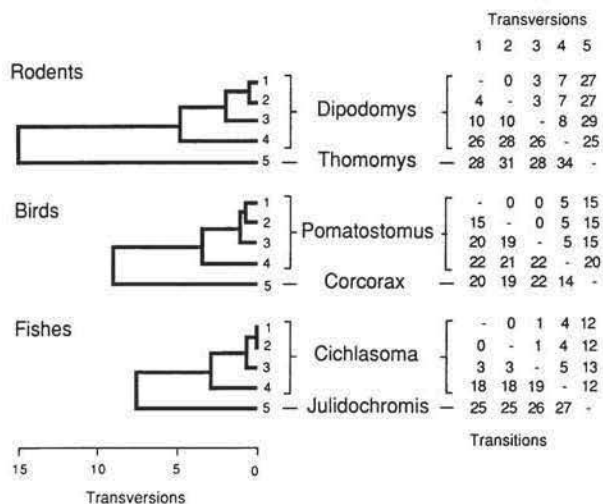 Transversions
1 2 3 4 5
Rodents
1 - 0 3 7 27
2 Dipodomys 4 - 3 7 27
3 10 10 - 8 29
4 26 28 26 - 25
5 — Thomomys — 28 31 28 34 -
Birds
1 - 0 0 5 15
2 Pomatostomus 15 - 0 5 15
3 20 19 - 5 15
4 22 21 22 - 20
5 — Corcorax — 20 19 22 14 -
Fishes
1 - 0 1 4 12
2 Cichlasoma 0 - 1 4 12
3 3 3 - 5 13
4 18 18 19 - 12
5 — Julidochromis — 25 25 26 27 -
Transitions
15 10 5 0
Transversions